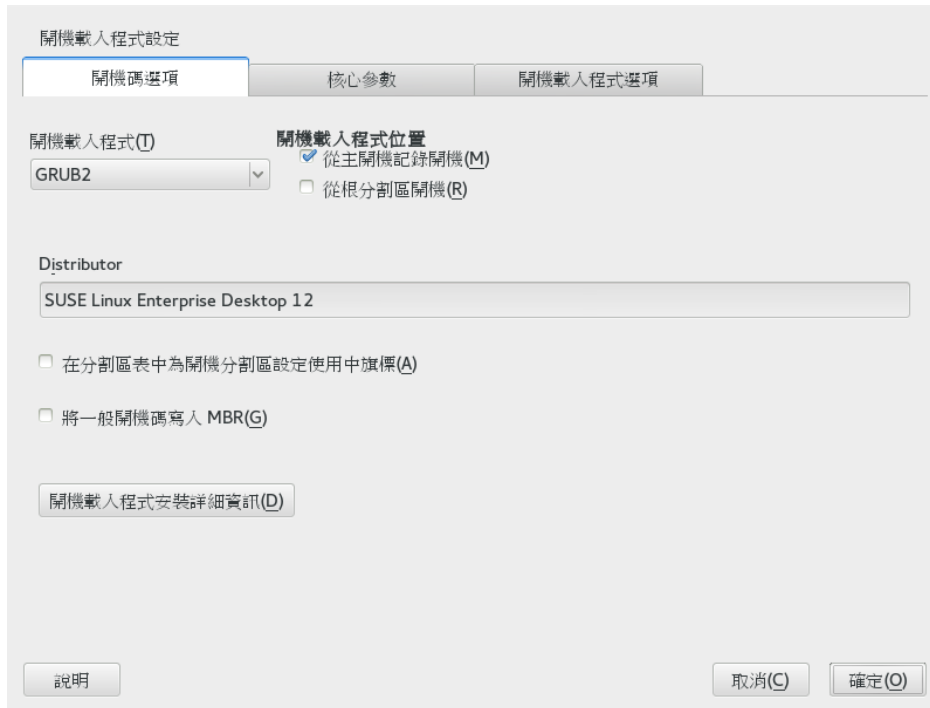 開機載入程式設定
開機碼選項
核心參數
開機載入程式選項
開機載入程式(T)
GRUB2
開機載入程式位置
從主開機記錄開機(M)
從根分割區開機(R)
Distributor
SUSE Linux Enterprise Desktop 12
在分割區表中為開機分割區設定使用中旗標(A)
將一般開機碼寫入 MBR(G)
開機載入程式安裝詳細資訊(D)
說明
取消(C)
確定(O)